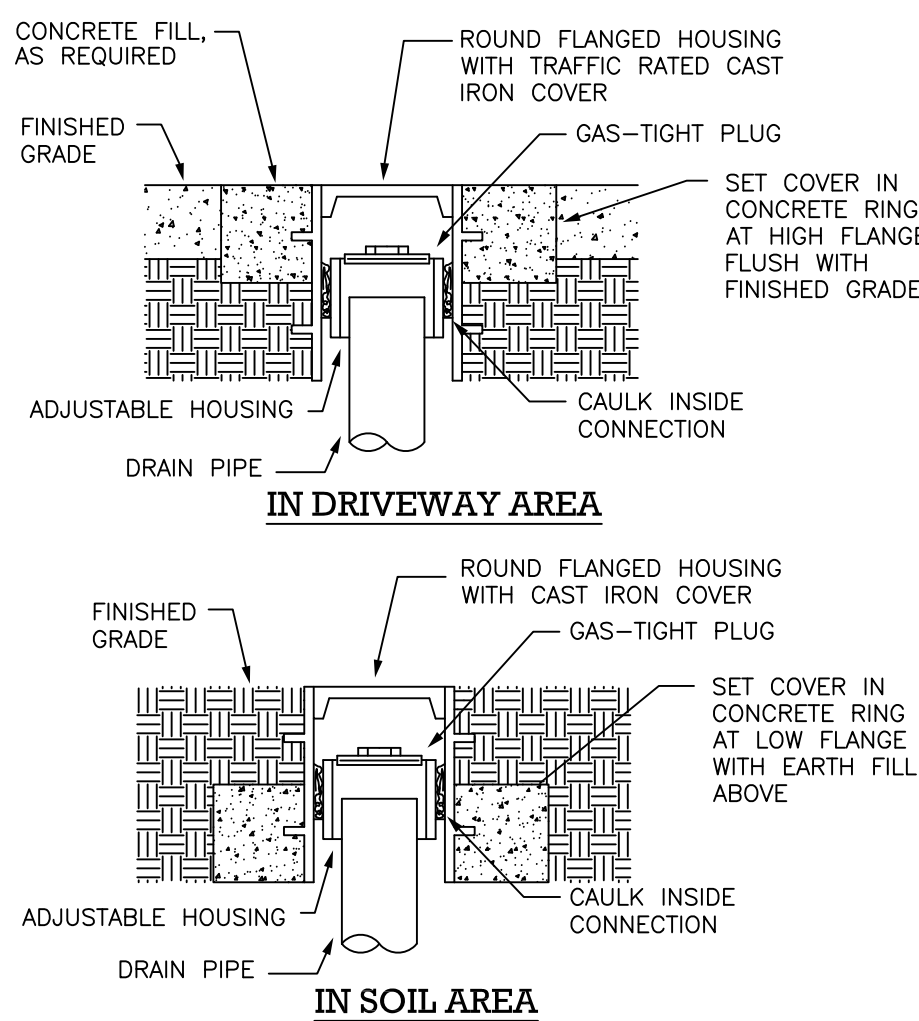 CONCRETE FILL,
AS REQUIRED
ROUND FLANGED HOUSING
WITH TRAFFIC RATED CAST
IRON COVER
FINISHED
GRADE
GAS-TIGHT PLUG
SET COVER IN
CONCRETE RING
AT HIGH FLANGE
FLUSH WITH
FINISHED GRADE
ADJUSTABLE HOUSING
CAULK INSIDE
CONNECTION
DRAIN PIPE
IN DRIVEWAY AREA
ROUND FLANGED HOUSING
WITH CAST IRON COVER
FINISHED
GRADE
GAS-TIGHT PLUG
SET COVER IN
CONCRETE RING
AT LOW FLANGE
WITH EARTH FILL
ABOVE
CAULK INSIDE
CONNECTION
ADJUSTABLE HOUSING
DRAIN PIPE
IN SOIL AREA